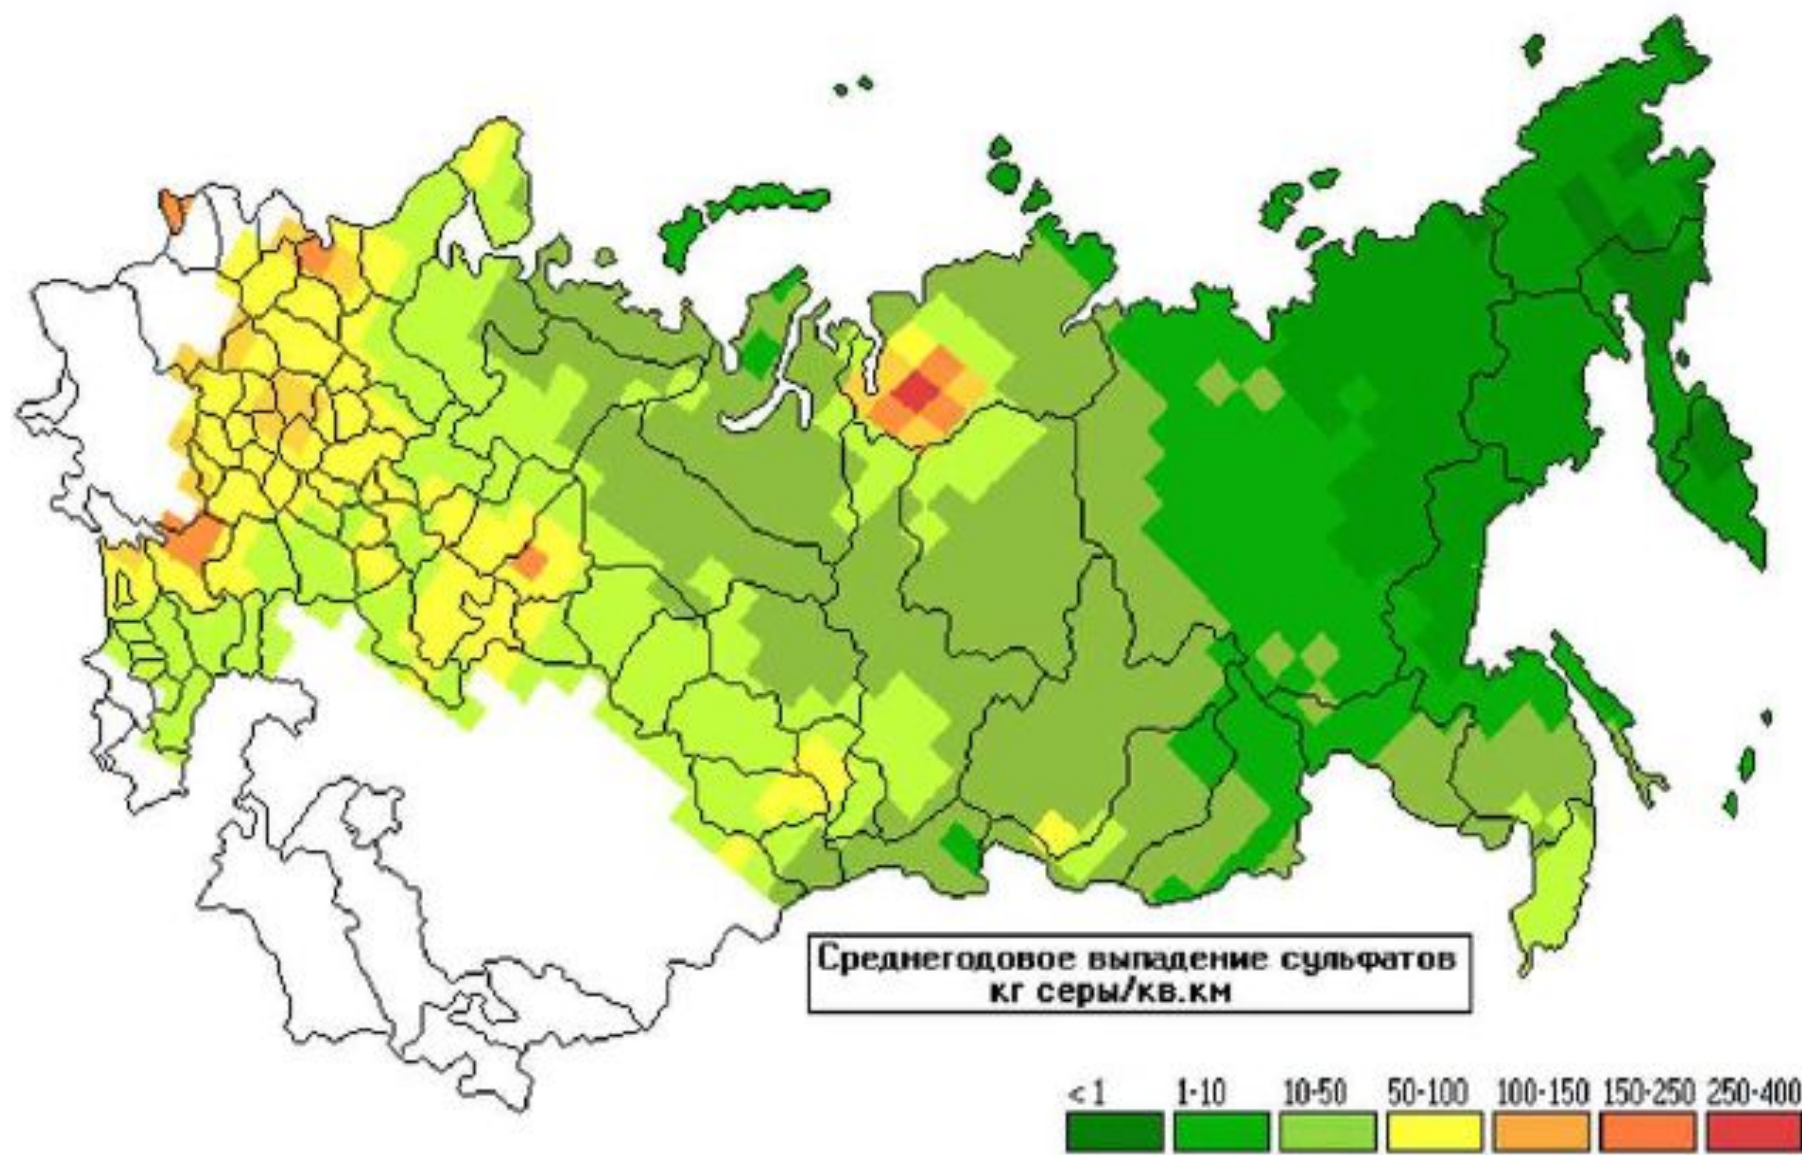 Среднегодовое выпадение сульфатов
кг серы/кв.км
<1 1-10 10-50 50-100 100-150 150-250 250-400